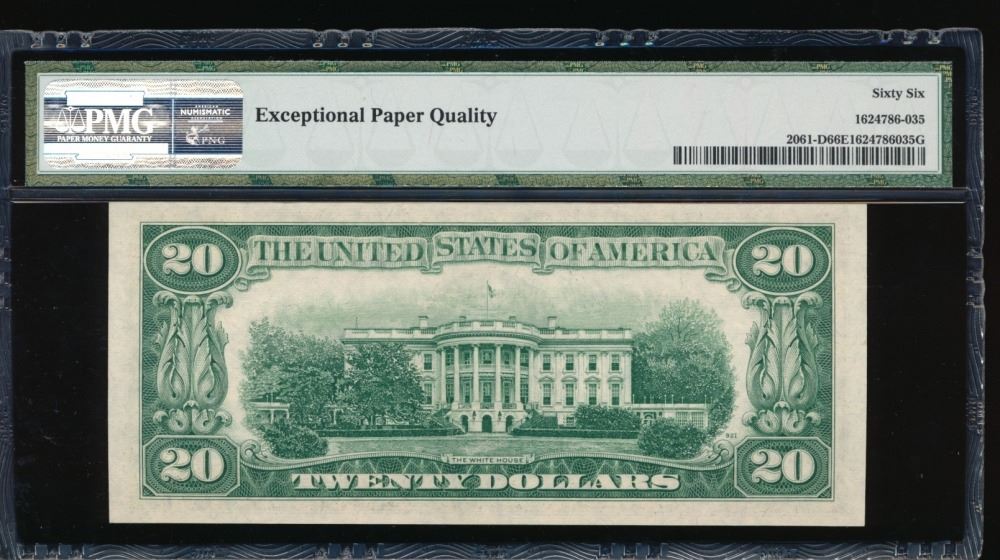 PMG
PAPER MONEY GUARANTY
NUMISMATIC
PNG
Exceptional Paper Quality
Sixty Six
1624786-035
2061-D66E1624786035G
20
THE UNITED STATES OF AMERICA
20
THE WHITE HOUSE
20
TWENTY DOLLARS
20